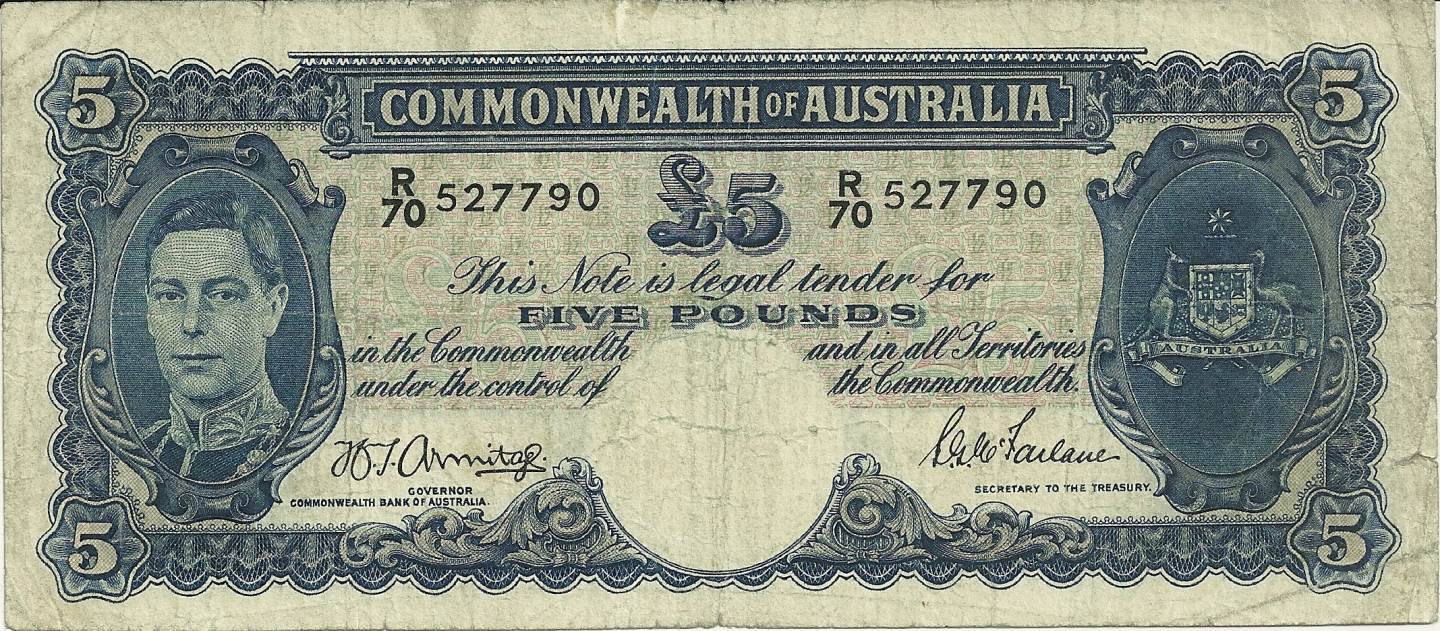 5 5
COMMONWEALTH OF AUSTRALIA
R/70 527790 £5 R/70 527790
This Note is legal tender for
FIVE POUNDS
in the Commonwealth and in all Territories
under the control of the Commonwealth.
AUSTRALIA
H.T. Armitage. S.G. McFarlane
GOVERNOR
COMMONWEALTH BANK OF AUSTRALIA.
SECRETARY TO THE TREASURY.
5 5